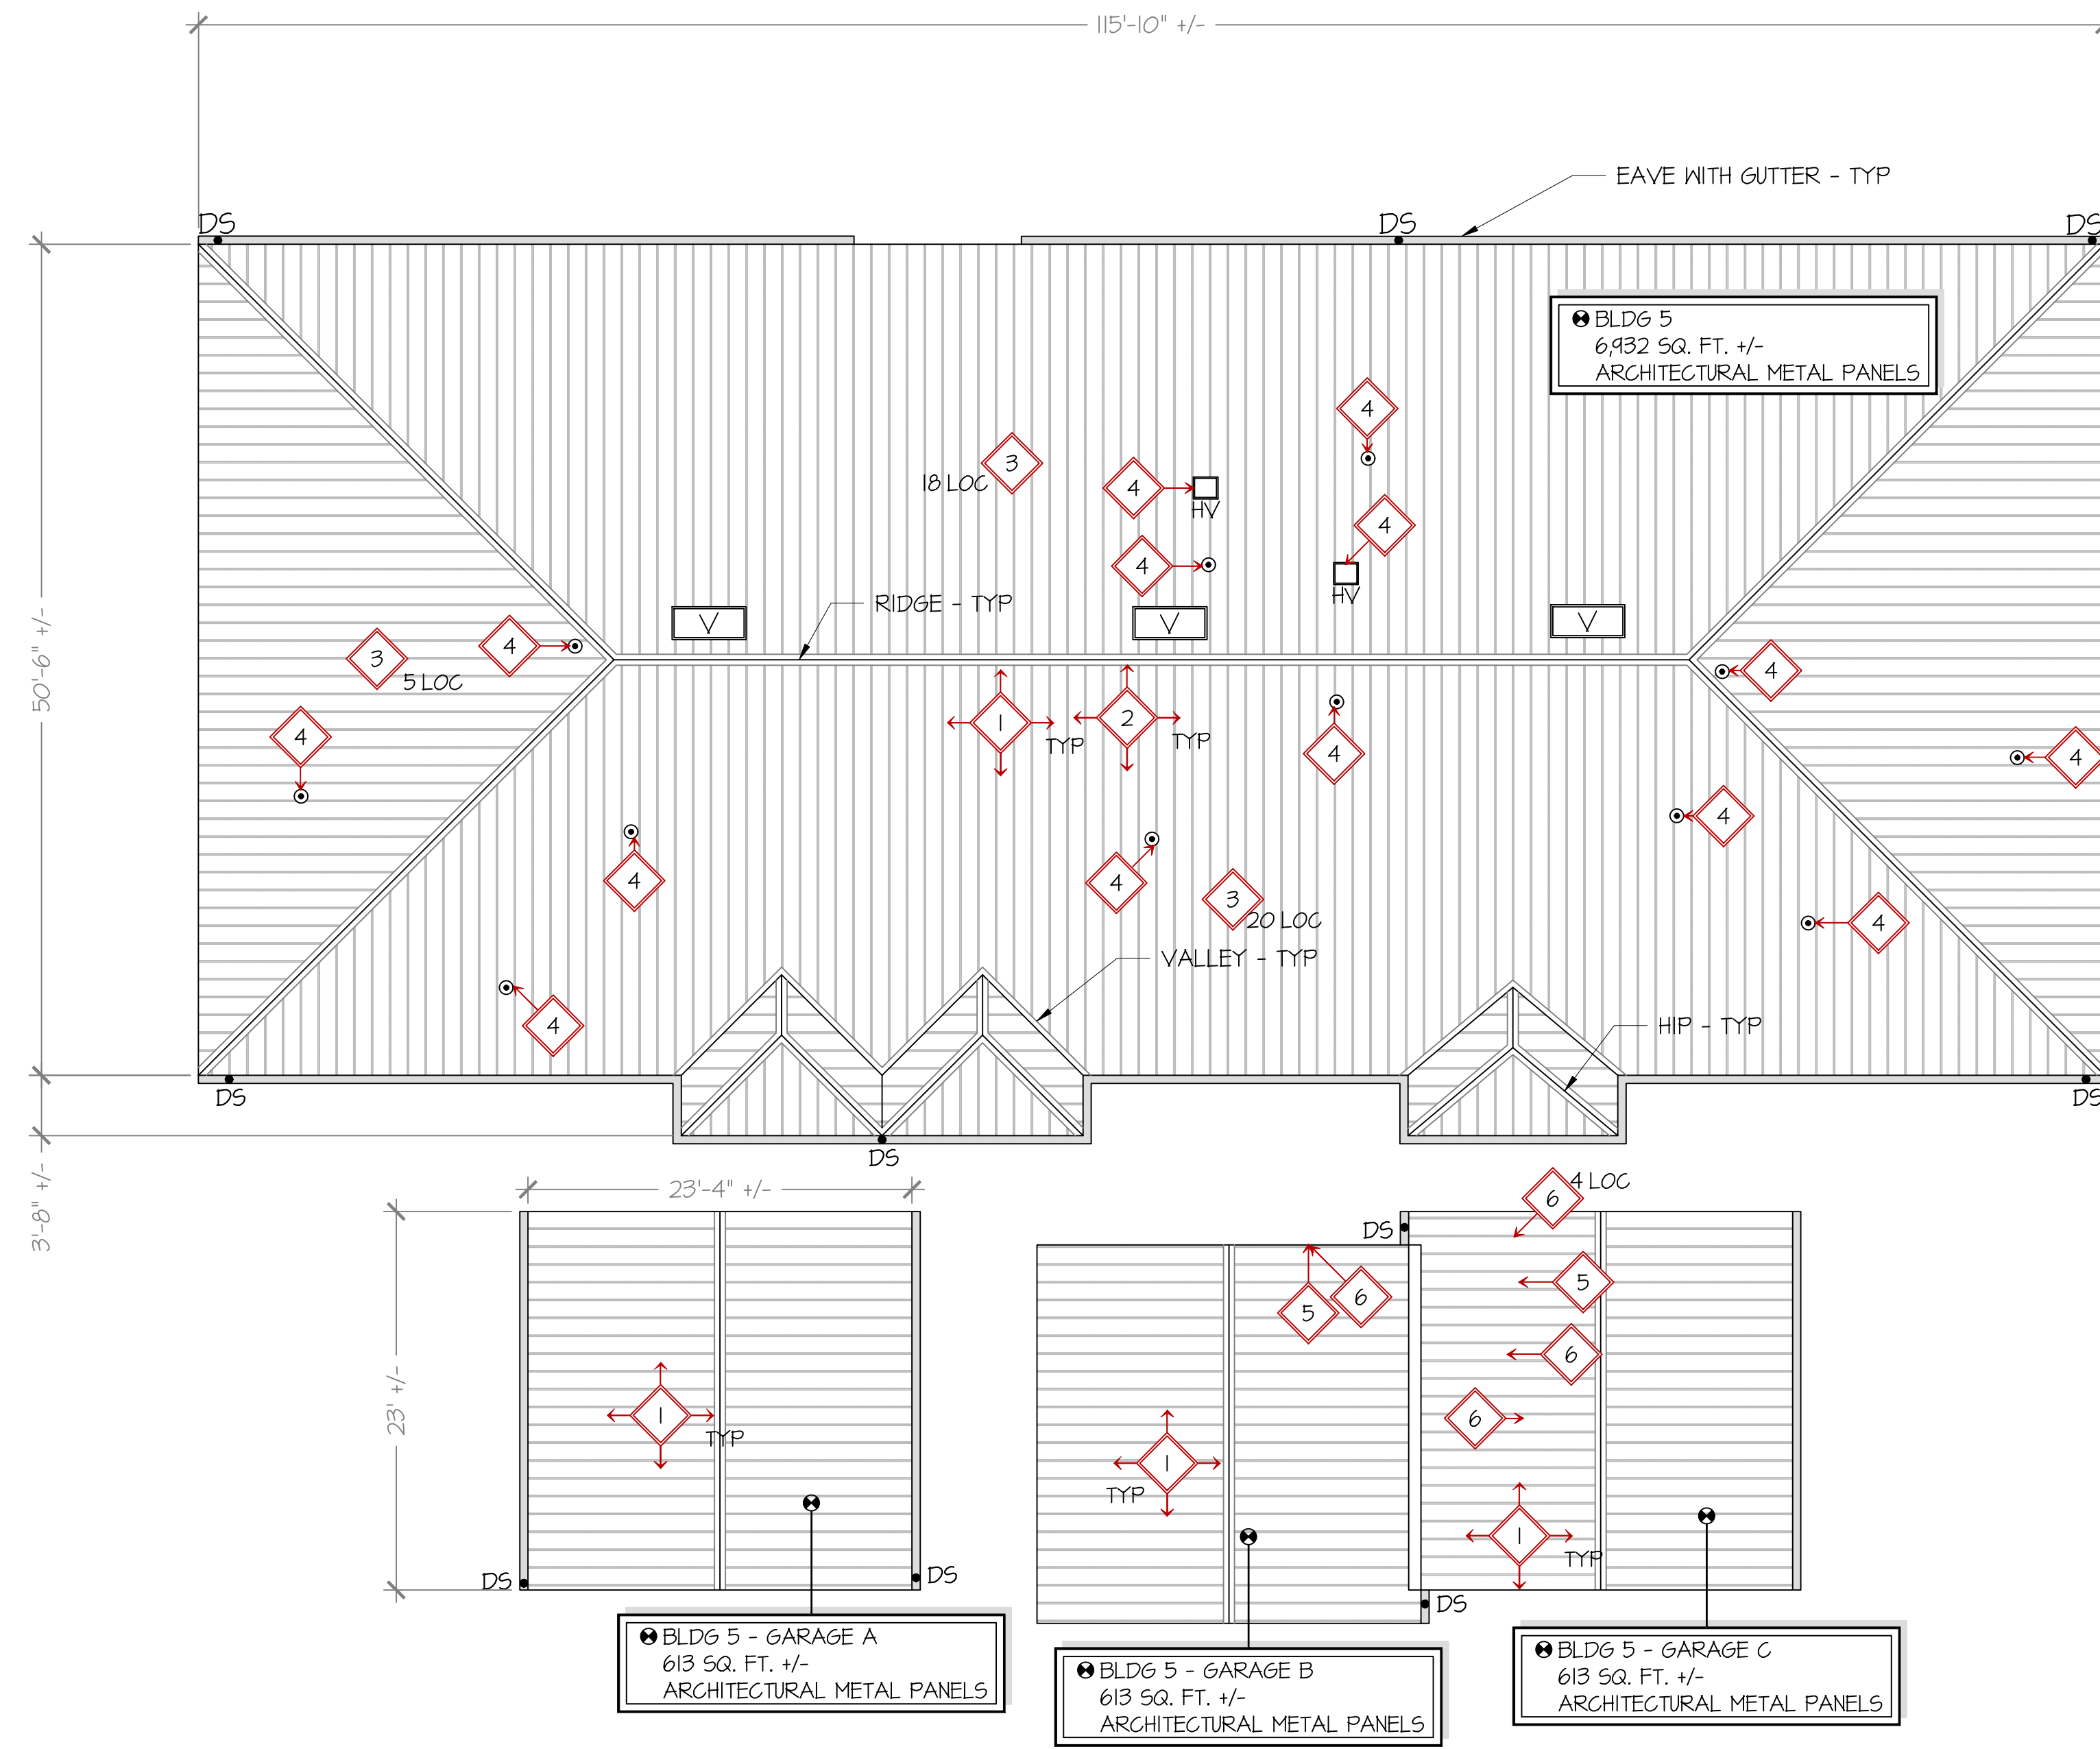 115'-10" +/-
EAVE WITH GUTTER - TYP
DS
DS
DS
BLDG 5
6,932 SQ. FT. +/-
ARCHITECTURAL METAL PANELS
4
3
18 LOC
4
HV
4
4
HV
50'-6" +/-
RIDGE - TYP
V
V
V
4
3
5 LOC
4
4
1
TYP
2
TYP
4
4
4
4
4
3
20 LOC
4
VALLEY - TYP
4
HIP - TYP
DS
DS
DS
3'-8" +/-
23'-4" +/-
6
4 LOC
DS
5
6
5
6
23' +/-
1
TYP
6
1
TYP
1
TYP
DS
DS
DS
BLDG 5 - GARAGE A
613 SQ. FT. +/-
ARCHITECTURAL METAL PANELS
BLDG 5 - GARAGE B
613 SQ. FT. +/-
ARCHITECTURAL METAL PANELS
BLDG 5 - GARAGE C
613 SQ. FT. +/-
ARCHITECTURAL METAL PANELS